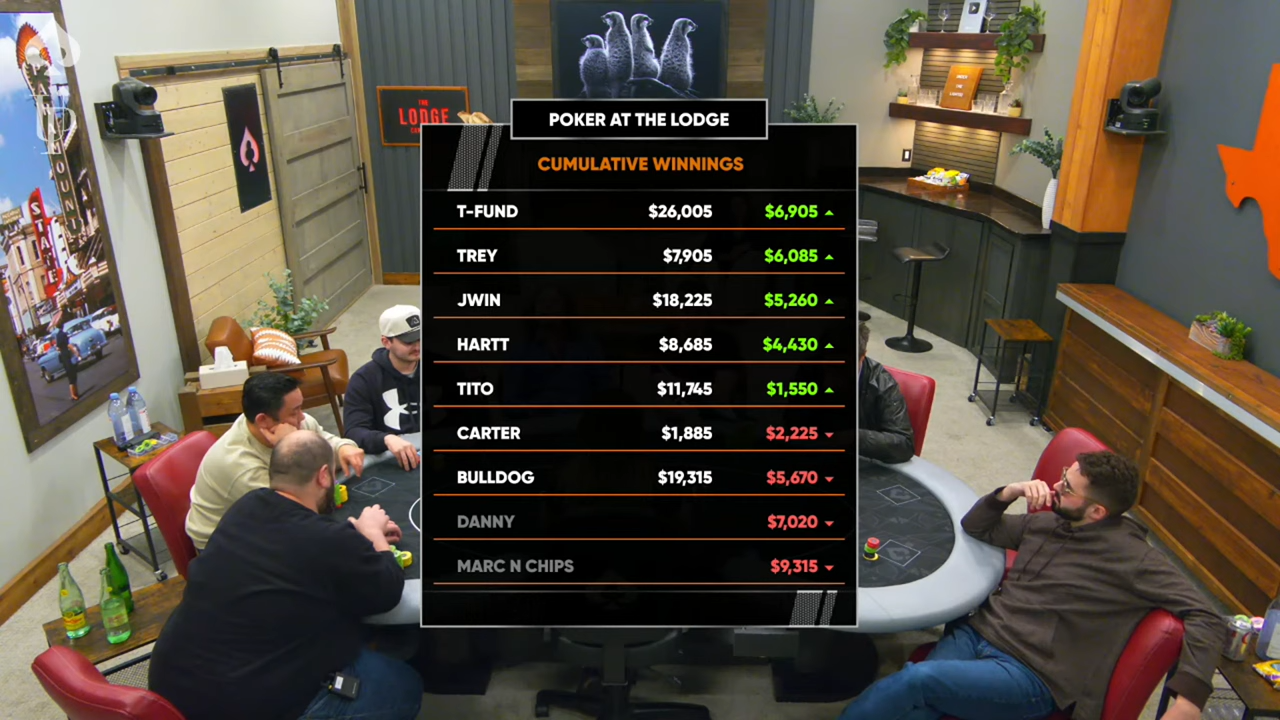 POKER AT THE LODGE
CUMULATIVE WINNINGS
T-FUND $26,005 $6,905
TREY $7,905 $6,085
JWIN $18,225 $5,260
HARTT $8,685 $4,430
TITO $11,745 $1,550
CARTER $1,885 $2,225
BULLDOG $19,315 $5,670
DANNY $7,020
MARC N CHIPS $9,315
THE
LODGE
STATE